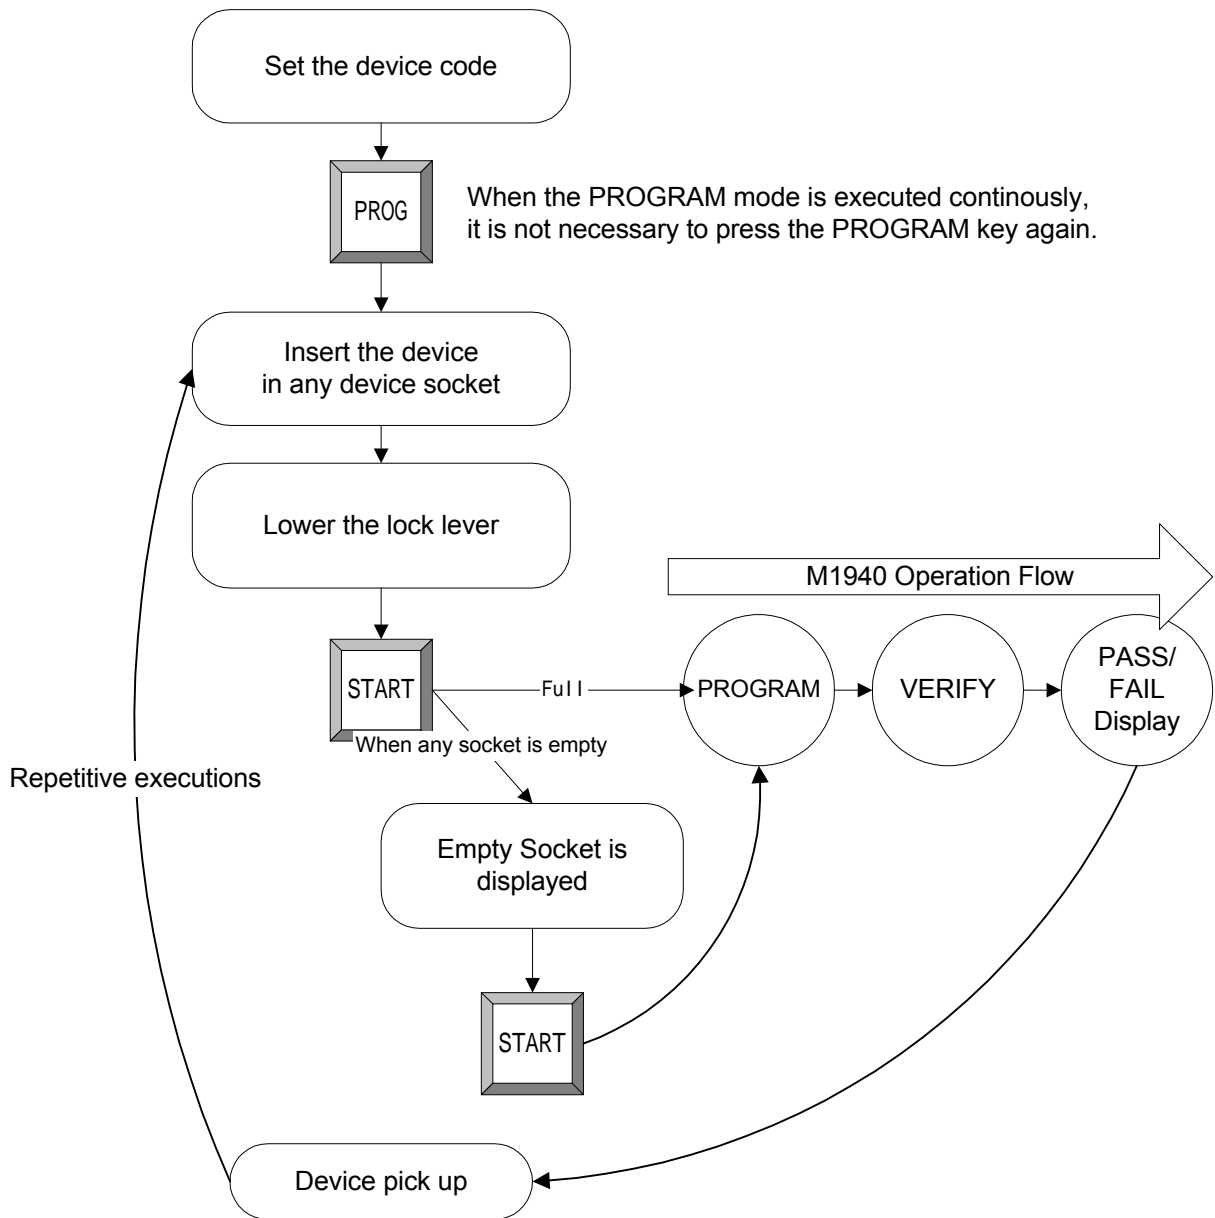 Set the device code
PROG
When the PROGRAM mode is executed continously,
it is not necessary to press the PROGRAM key again.
Insert the device
in any device socket
Lower the lock lever
M1940 Operation Flow
START
Full
PROGRAM
VERIFY
PASS/
FAIL
Display
When any socket is empty
Repetitive executions
Empty Socket is
displayed
START
Device pick up